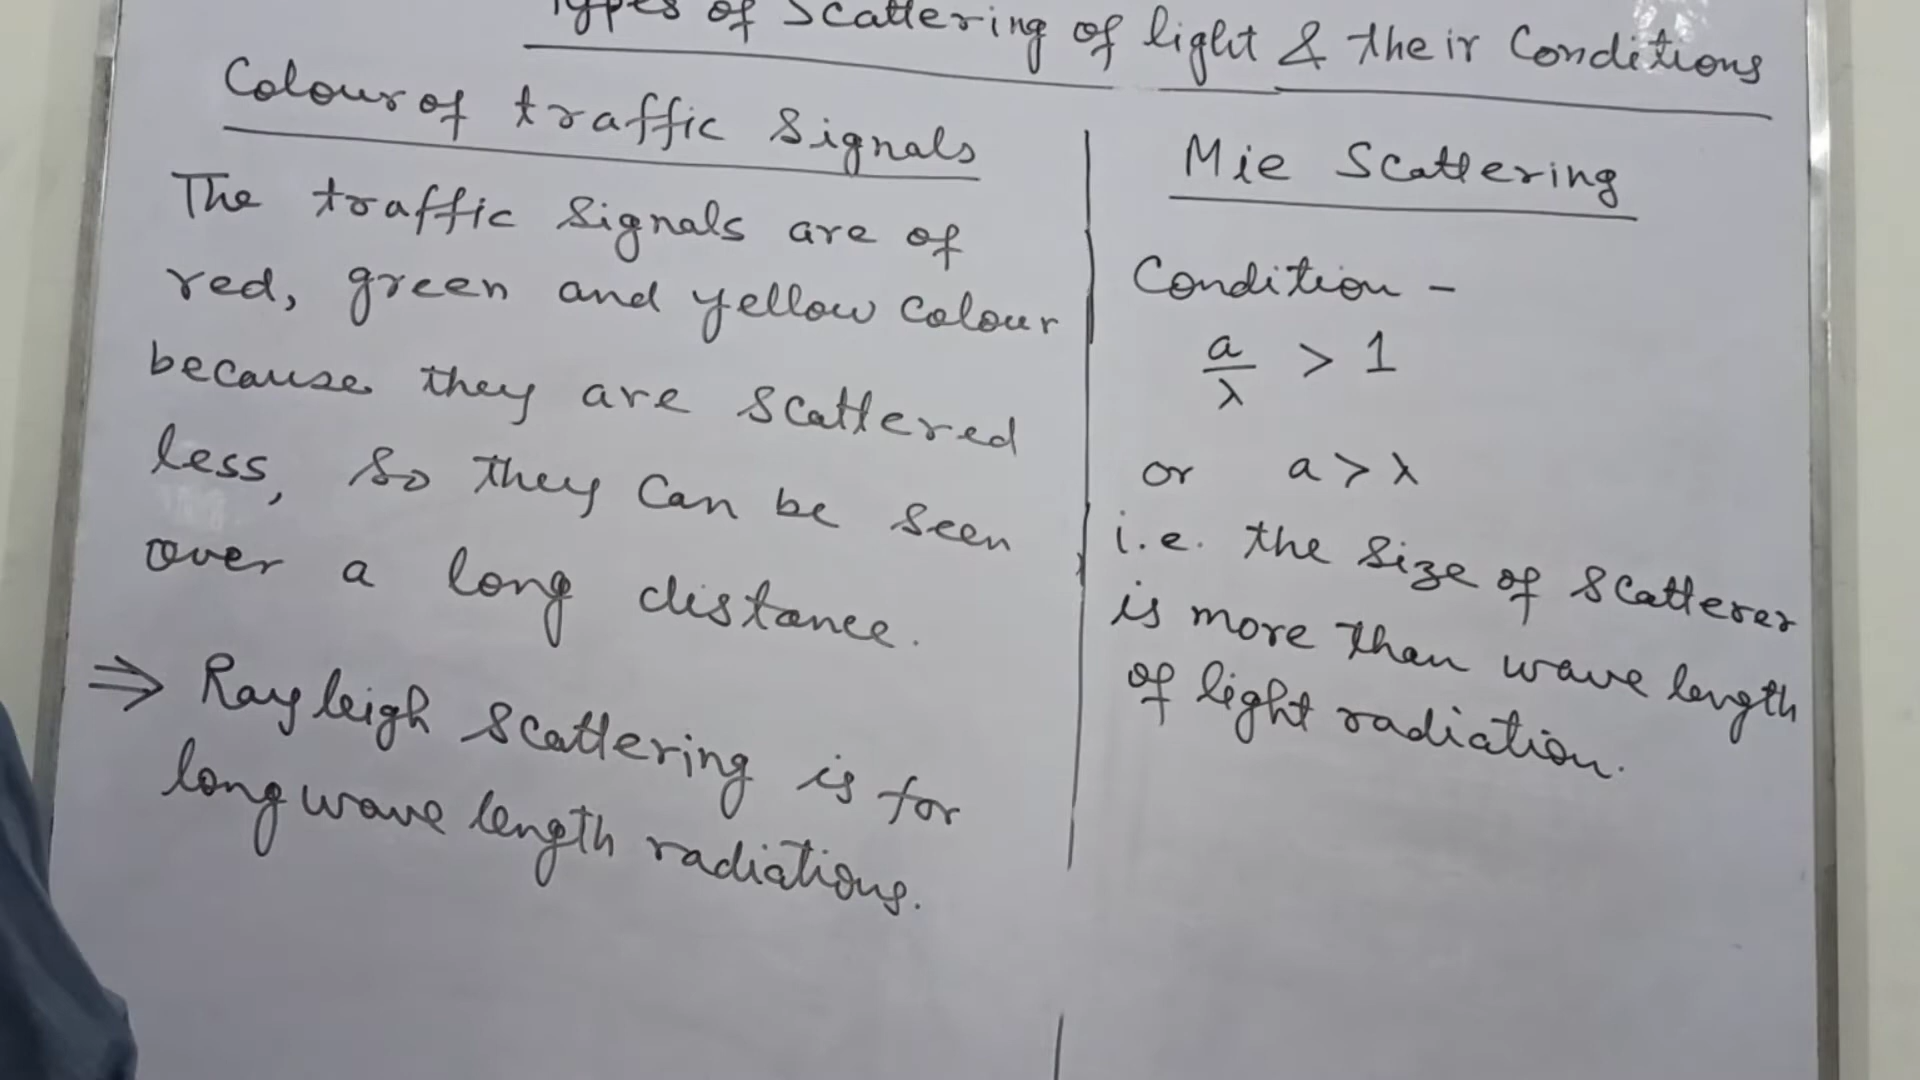 Types of Scattering of light & their Conditions
Colour of traffic Signals
The traffic signals are of
red, green and yellow colour
because they are scattered
less, so they can be seen
over a long distance.
⇒ Rayleigh scattering is for
long wave length radiations.
Mie Scattering
Condition -
a/λ > 1
or a > λ
i.e. the size of scatterer
is more than wave length
of light radiation.